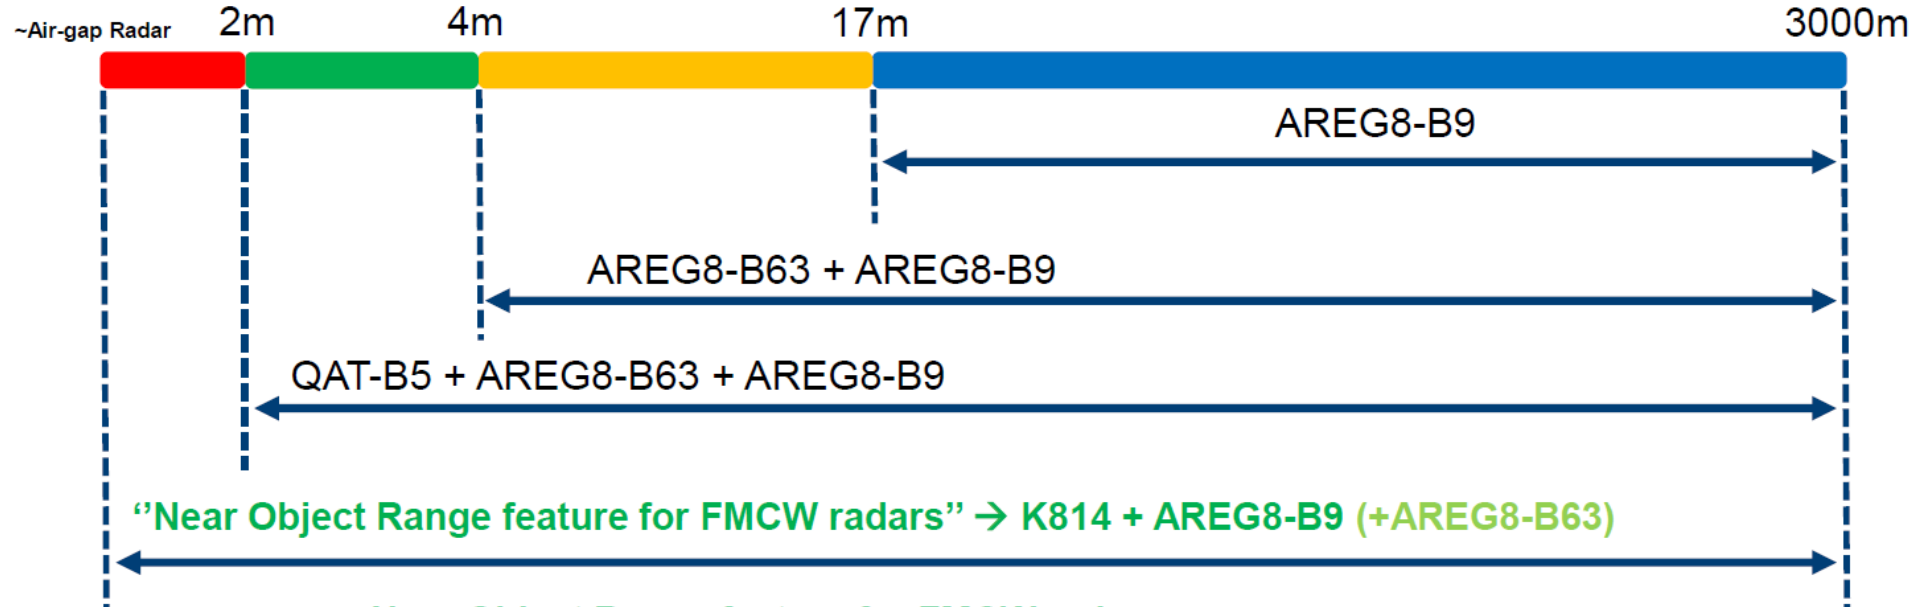 ~Air-gap Radar 2m 4m 17m 3000m
AREG8-B9
AREG8-B63 + AREG8-B9
QAT-B5 + AREG8-B63 + AREG8-B9
‘’Near Object Range feature for FMCW radars’’ → K814 + AREG8-B9 (+AREG8-B63)